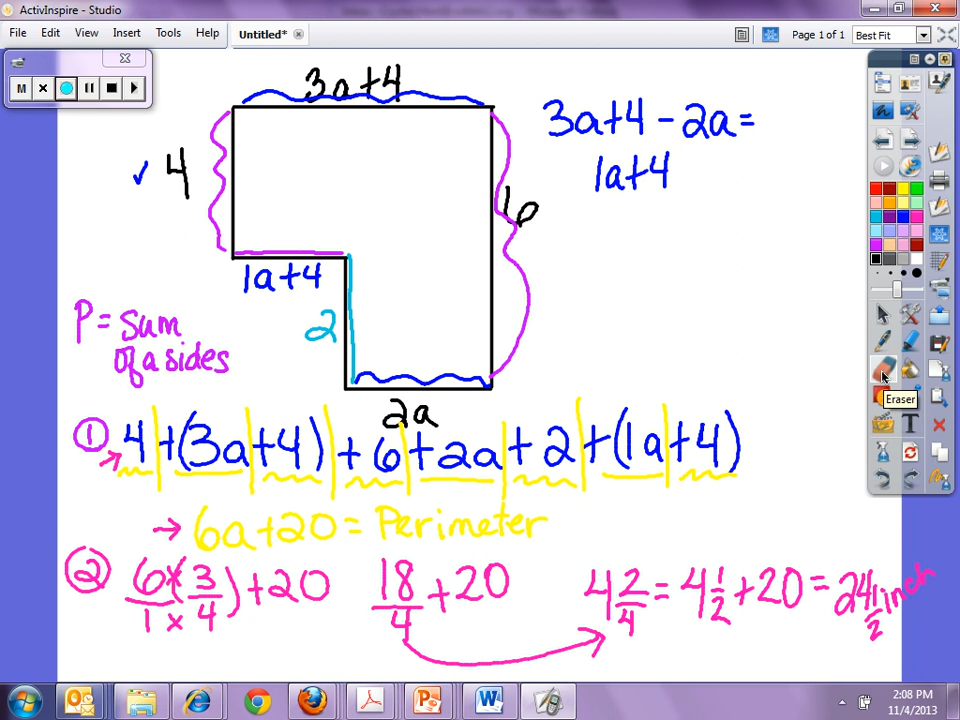 ActivInspire - Studio
File Edit View Insert Tools Help Untitled* Page 1 of 1 Best Fit
M
3a+4
3a+4-2a=
1a+4
✓ 4
6
1a+4
2
P = Sum
of a sides
2a
① 4+(3a+4)+6+2a+2+(1a+4)
→ 6a+20 = Perimeter
② 6/1 × (3/4) + 20 18/4 + 20 4 2/4 = 4 1/2 + 20 = 24 1/2 inch
Eraser
2:08 PM
11/4/2013